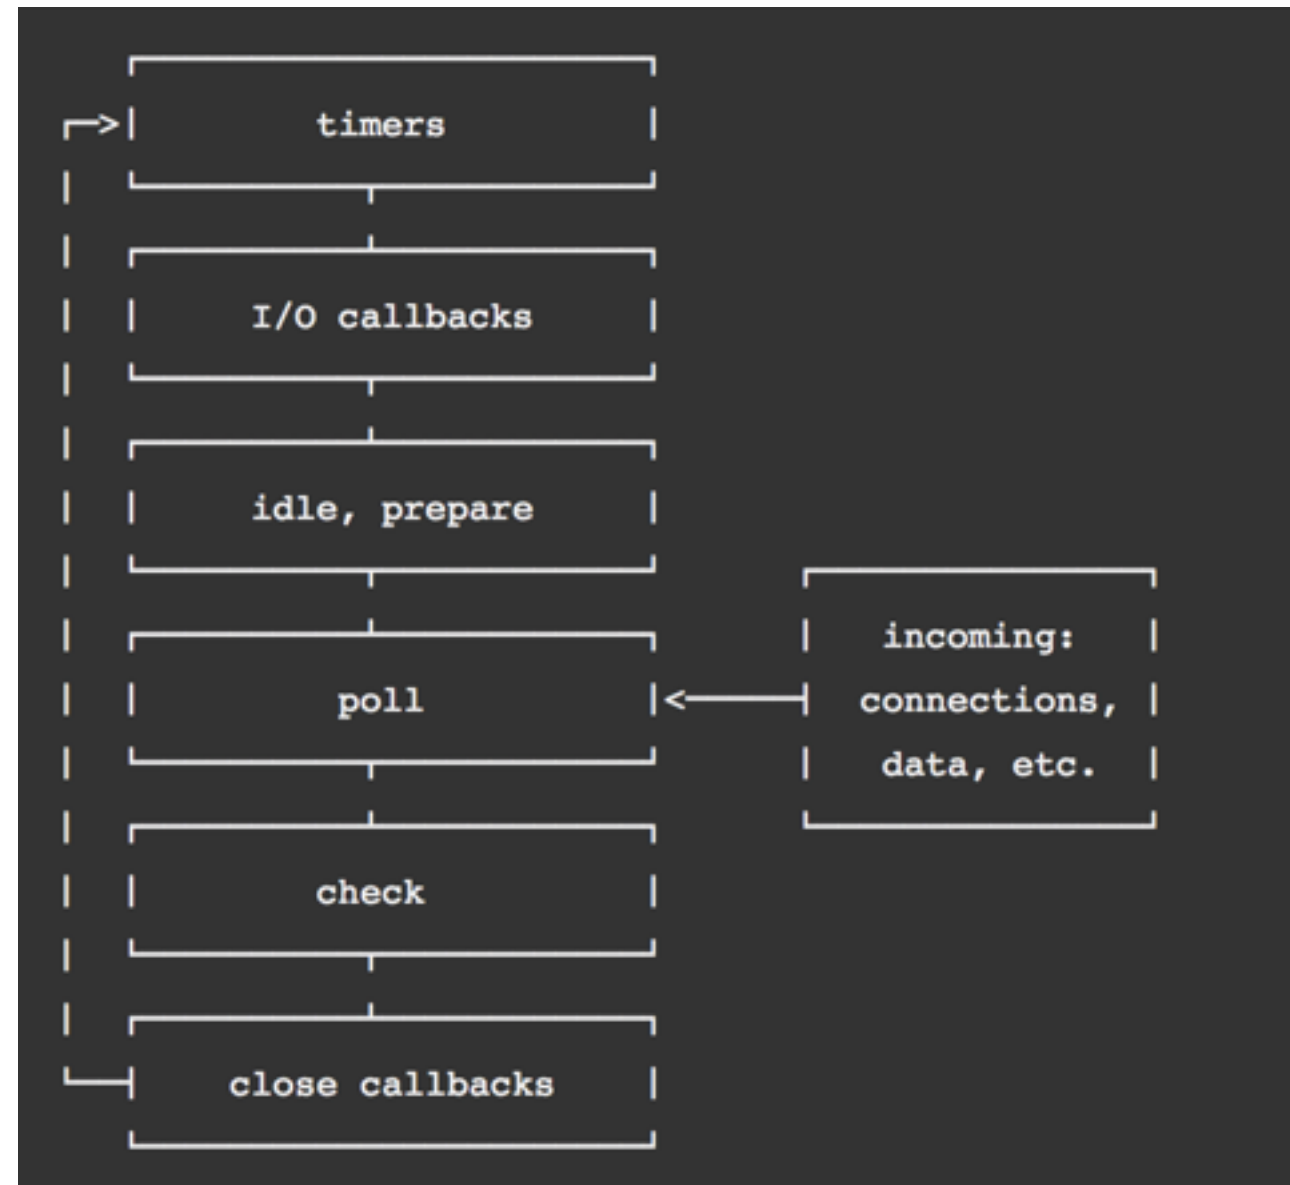 timers
I/O callbacks
idle, prepare
poll
incoming:
connections,
data, etc.
check
close callbacks